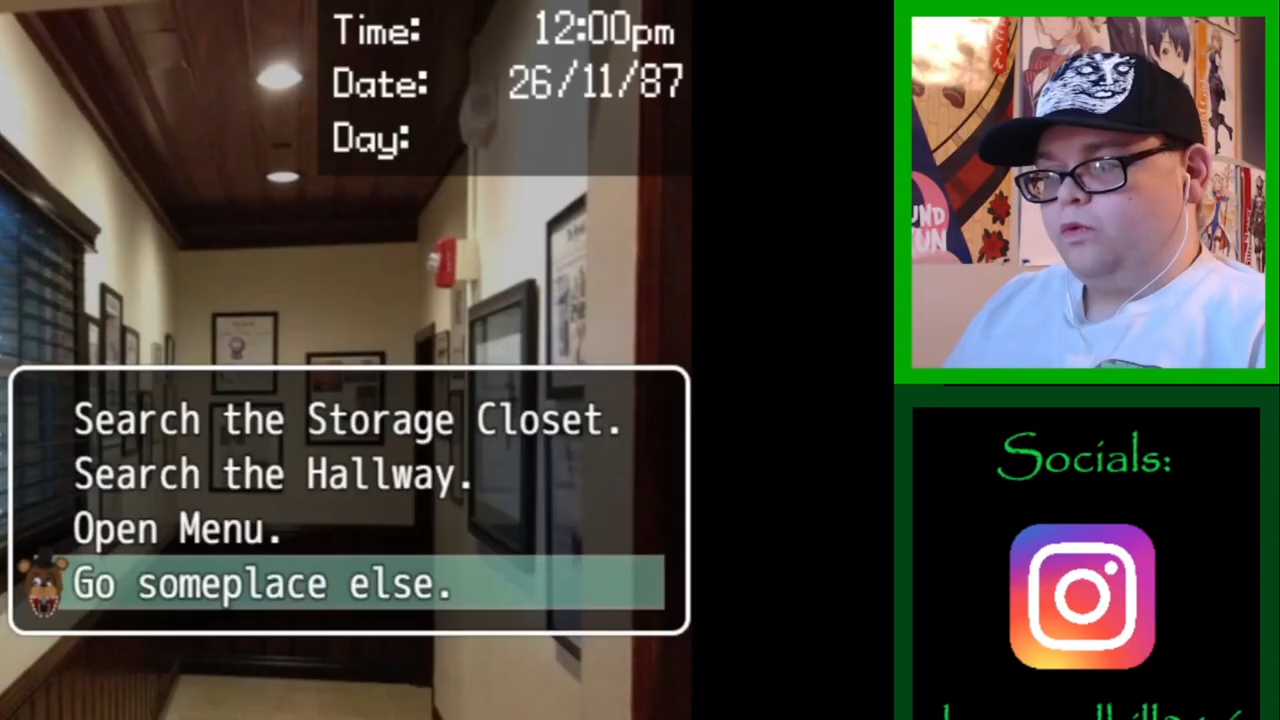 Time: 12:00pm
Date: 26/11/87
Day:
Search the Storage Closet.
Search the Hallway.
Open Menu.
Go someplace else.
Socials: